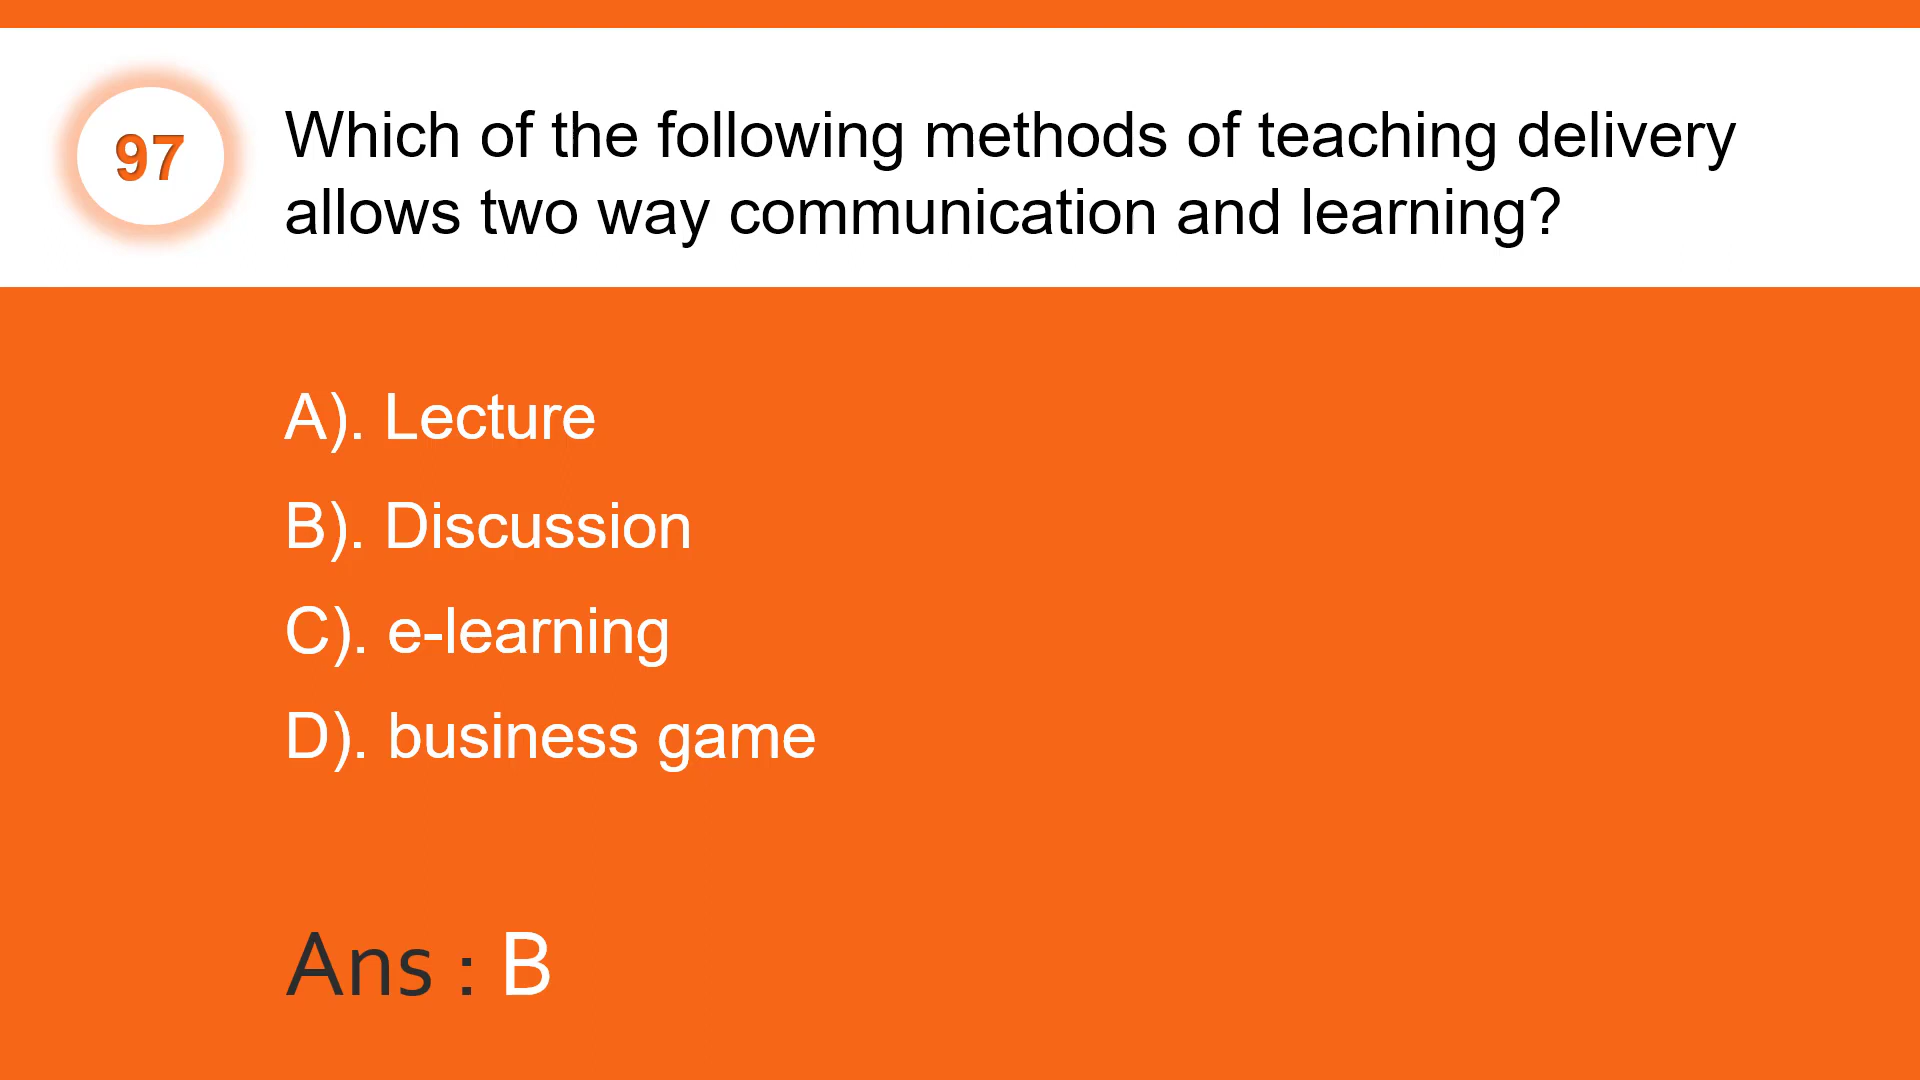 97
Which of the following methods of teaching delivery
allows two way communication and learning?
A). Lecture
B). Discussion
C). e-learning
D). business game
Ans : B